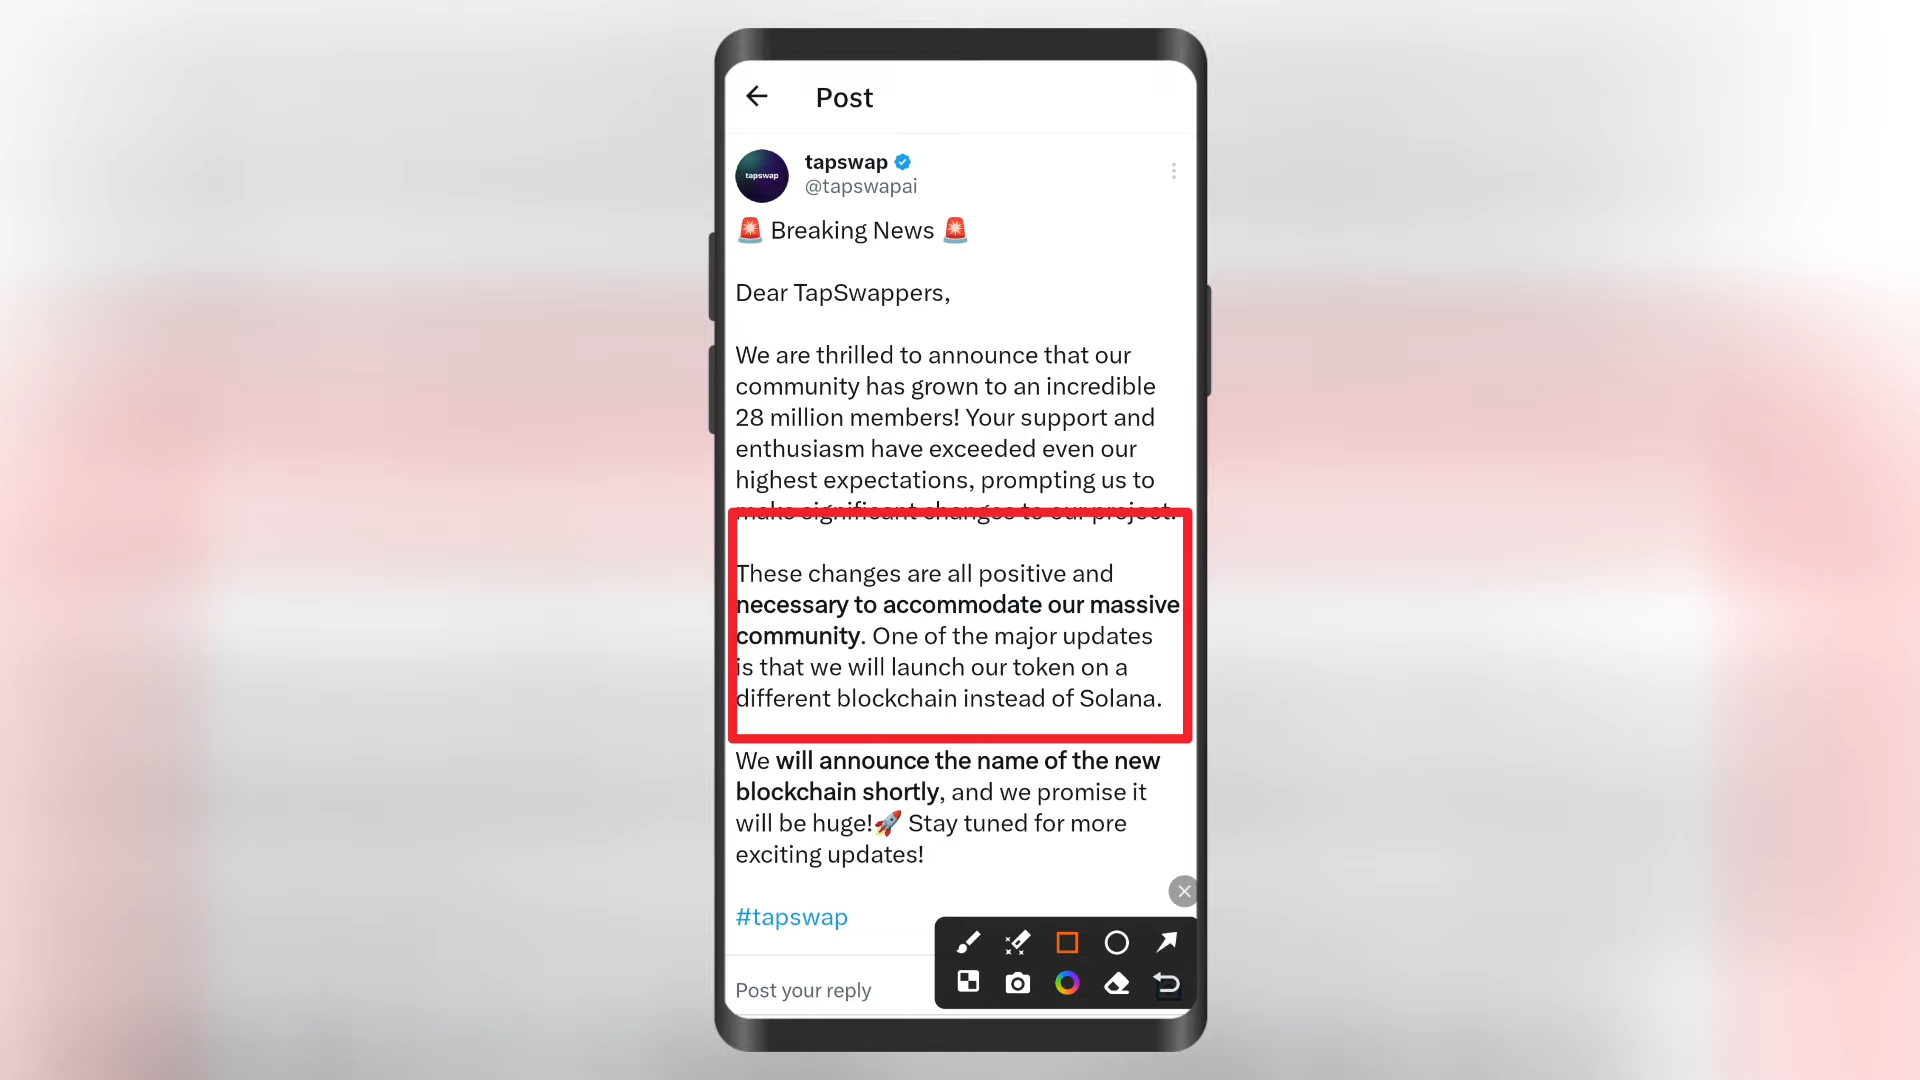 Post
tapswap
tapswap
@tapswapai
🚨 Breaking News 🚨
Dear TapSwappers,
We are thrilled to announce that our
community has grown to an incredible
28 million members! Your support and
enthusiasm have exceeded even our
highest expectations, prompting us to
make significant changes to our project.
These changes are all positive and
necessary to accommodate our massive
community. One of the major updates
is that we will launch our token on a
different blockchain instead of Solana.
We will announce the name of the new
blockchain shortly, and we promise it
will be huge!🚀 Stay tuned for more
exciting updates!
#tapswap
Post your reply